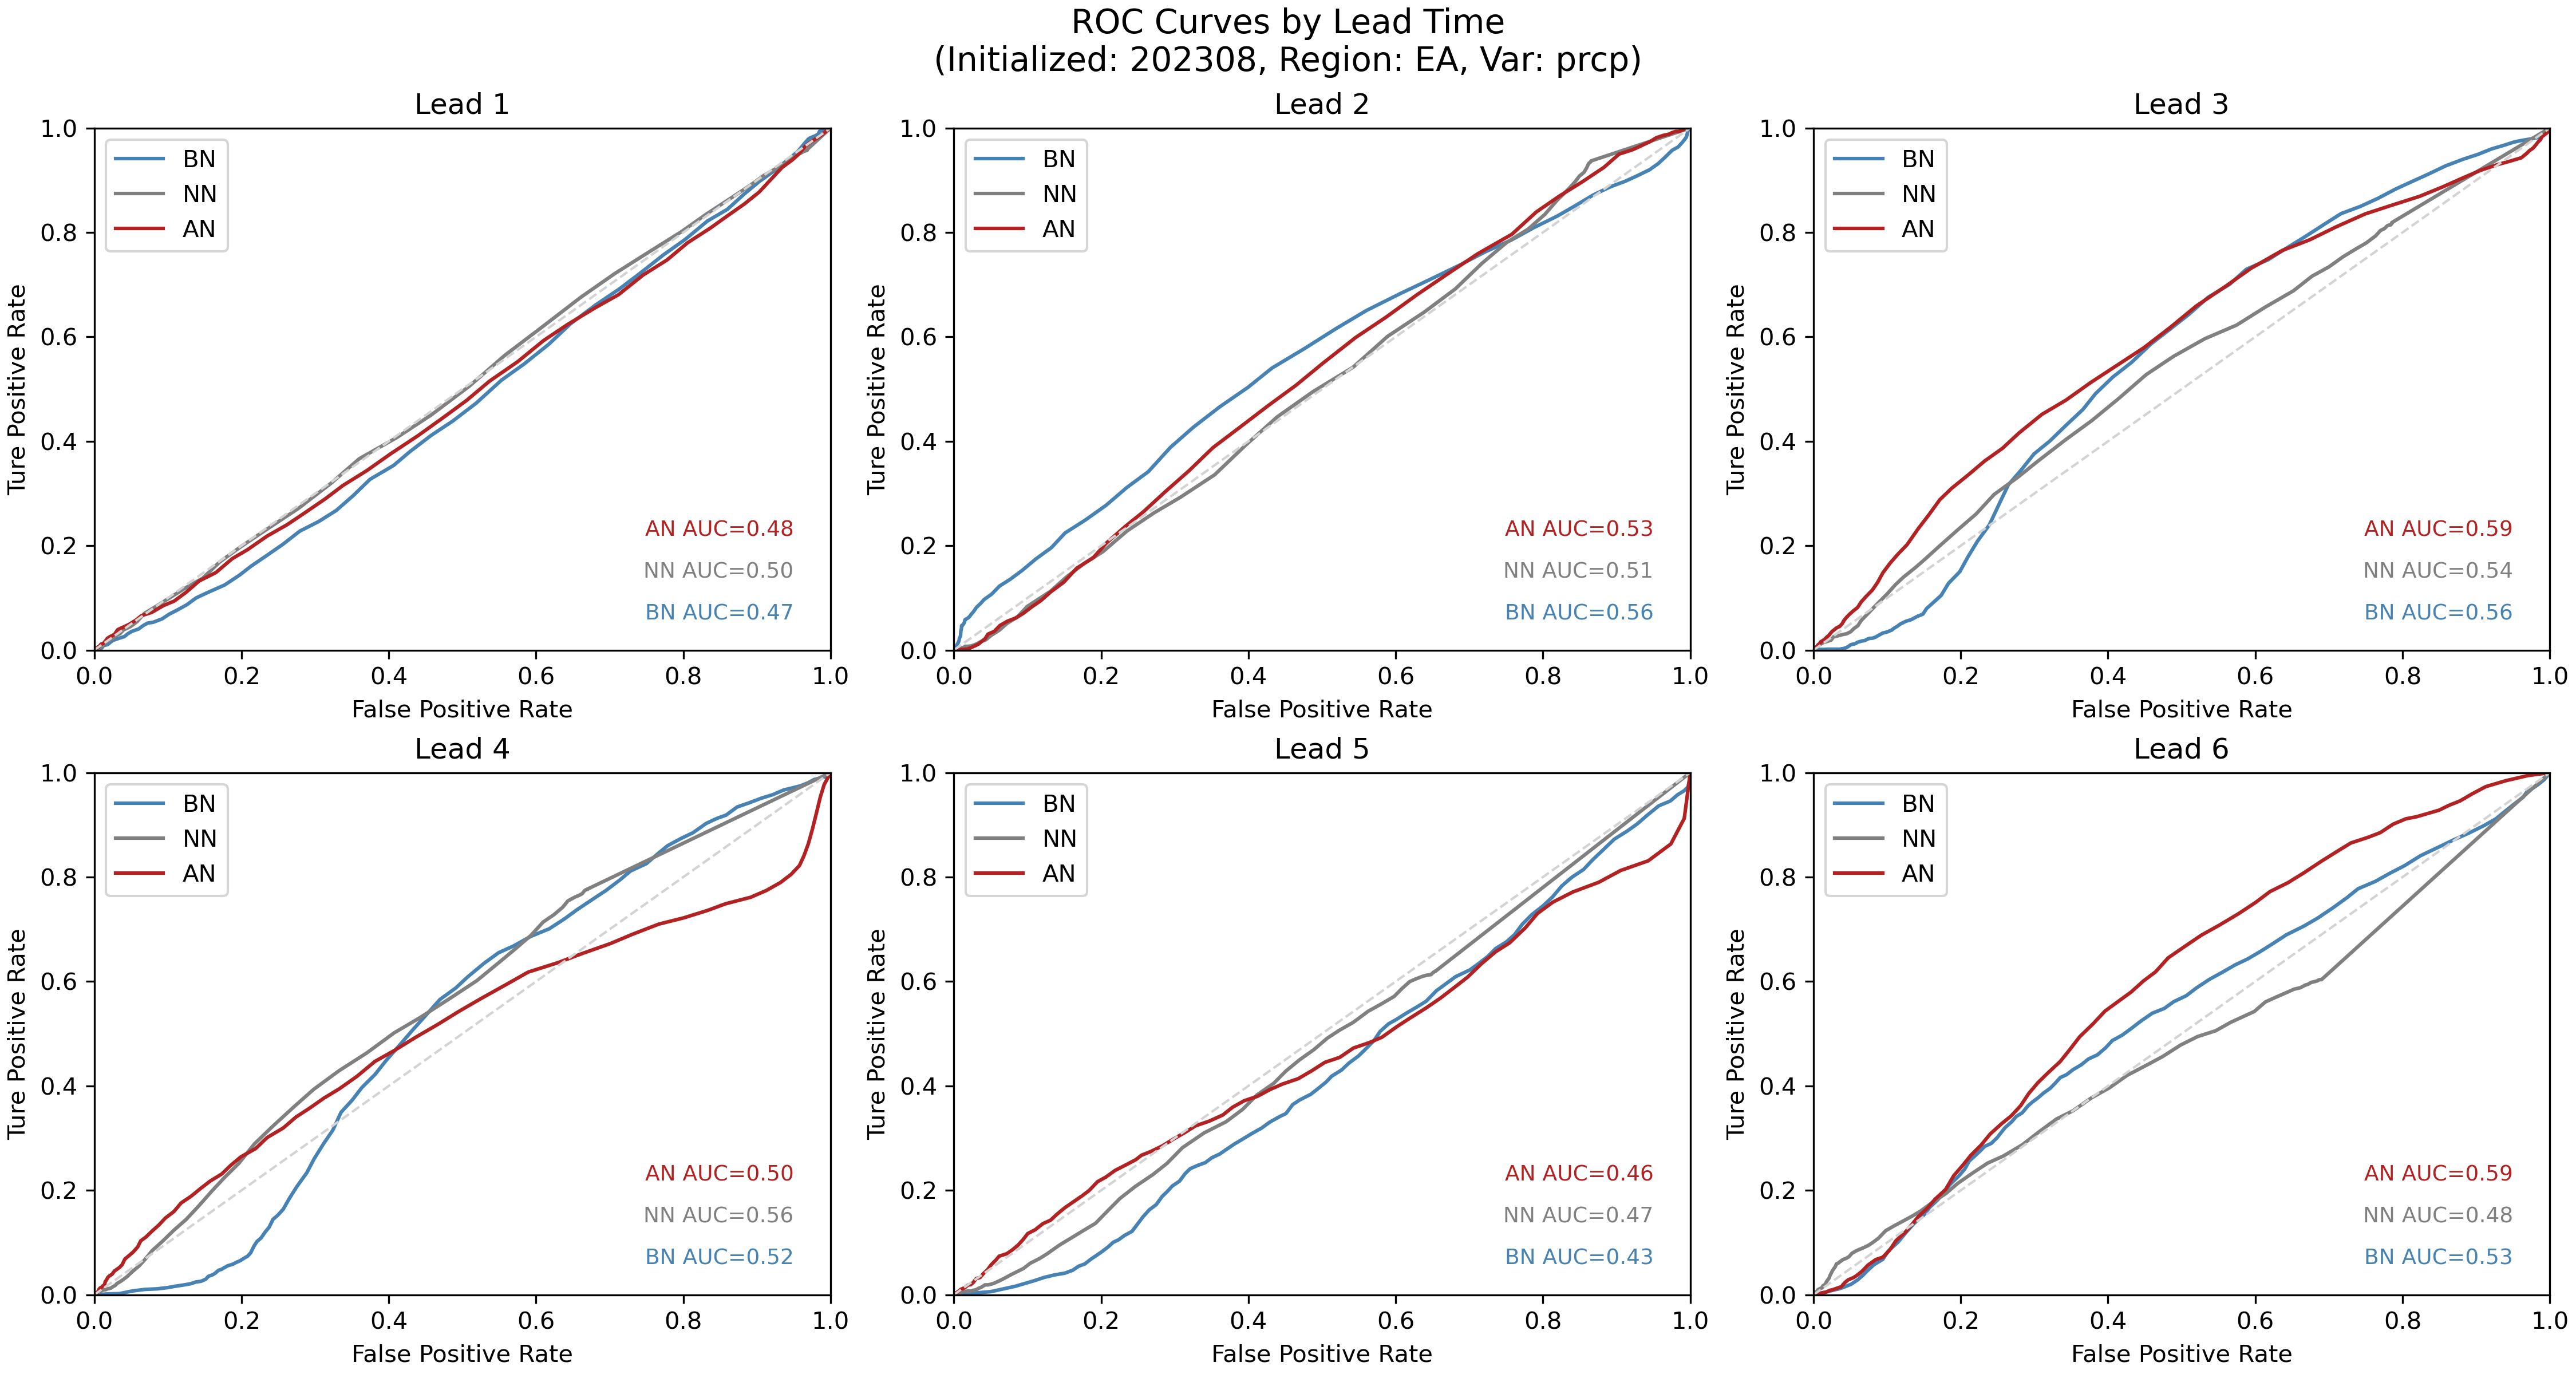 ROC Curves by Lead Time
(Initialized: 202308, Region: EA, Var: prcp)
Lead 1
1.0
0.8
0.6
0.4
0.2
0.0
Ture Positive Rate
BN
NN
AN
AN AUC=0.48
NN AUC=0.50
BN AUC=0.47
0.0 0.2 0.4 0.6 0.8 1.0
False Positive Rate
Lead 2
1.0
0.8
0.6
0.4
0.2
0.0
Ture Positive Rate
BN
NN
AN
AN AUC=0.53
NN AUC=0.51
BN AUC=0.56
0.0 0.2 0.4 0.6 0.8 1.0
False Positive Rate
Lead 3
1.0
0.8
0.6
0.4
0.2
0.0
Ture Positive Rate
BN
NN
AN
AN AUC=0.59
NN AUC=0.54
BN AUC=0.56
0.0 0.2 0.4 0.6 0.8 1.0
False Positive Rate
Lead 4
1.0
0.8
0.6
0.4
0.2
0.0
Ture Positive Rate
BN
NN
AN
AN AUC=0.50
NN AUC=0.56
BN AUC=0.52
0.0 0.2 0.4 0.6 0.8 1.0
False Positive Rate
Lead 5
1.0
0.8
0.6
0.4
0.2
0.0
Ture Positive Rate
BN
NN
AN
AN AUC=0.46
NN AUC=0.47
BN AUC=0.43
0.0 0.2 0.4 0.6 0.8 1.0
False Positive Rate
Lead 6
1.0
0.8
0.6
0.4
0.2
0.0
Ture Positive Rate
BN
NN
AN
AN AUC=0.59
NN AUC=0.48
BN AUC=0.53
0.0 0.2 0.4 0.6 0.8 1.0
False Positive Rate